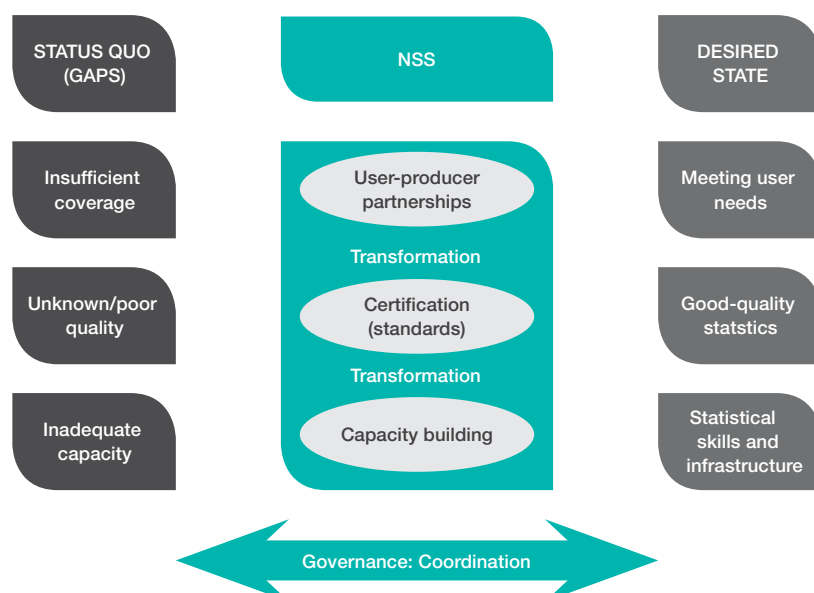 STATUS QUO
(GAPS)
NSS
DESIRED
STATE
Insufficient
coverage
User-producer
partnerships
Meeting user
needs
Transformation
Unknown/poor
quality
Certification
(standards)
Good-quality
statstics
Transformation
Inadequate
capacity
Capacity building
Statistical
skills and
infrastructure
Governance: Coordination